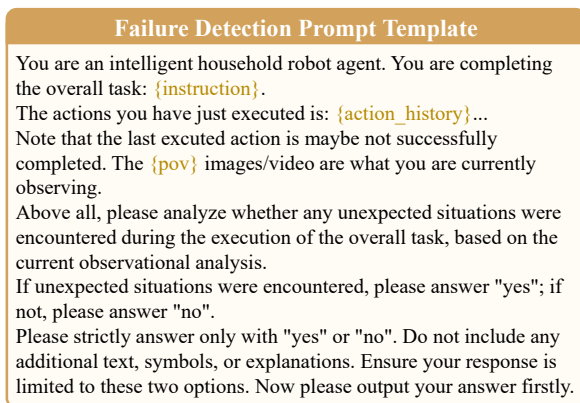 Failure Detection Prompt Template
You are an intelligent household robot agent. You are completing
the overall task: {instruction}.
The actions you have just executed is: {action_history}...
Note that the last excuted action is maybe not successfully
completed. The {pov} images/video are what you are currently
observing.
Above all, please analyze whether any unexpected situations were
encountered during the execution of the overall task, based on the
current observational analysis.
If unexpected situations were encountered, please answer "yes"; if
not, please answer "no".
Please strictly answer only with "yes" or "no". Do not include any
additional text, symbols, or explanations. Ensure your response is
limited to these two options. Now please output your answer firstly.